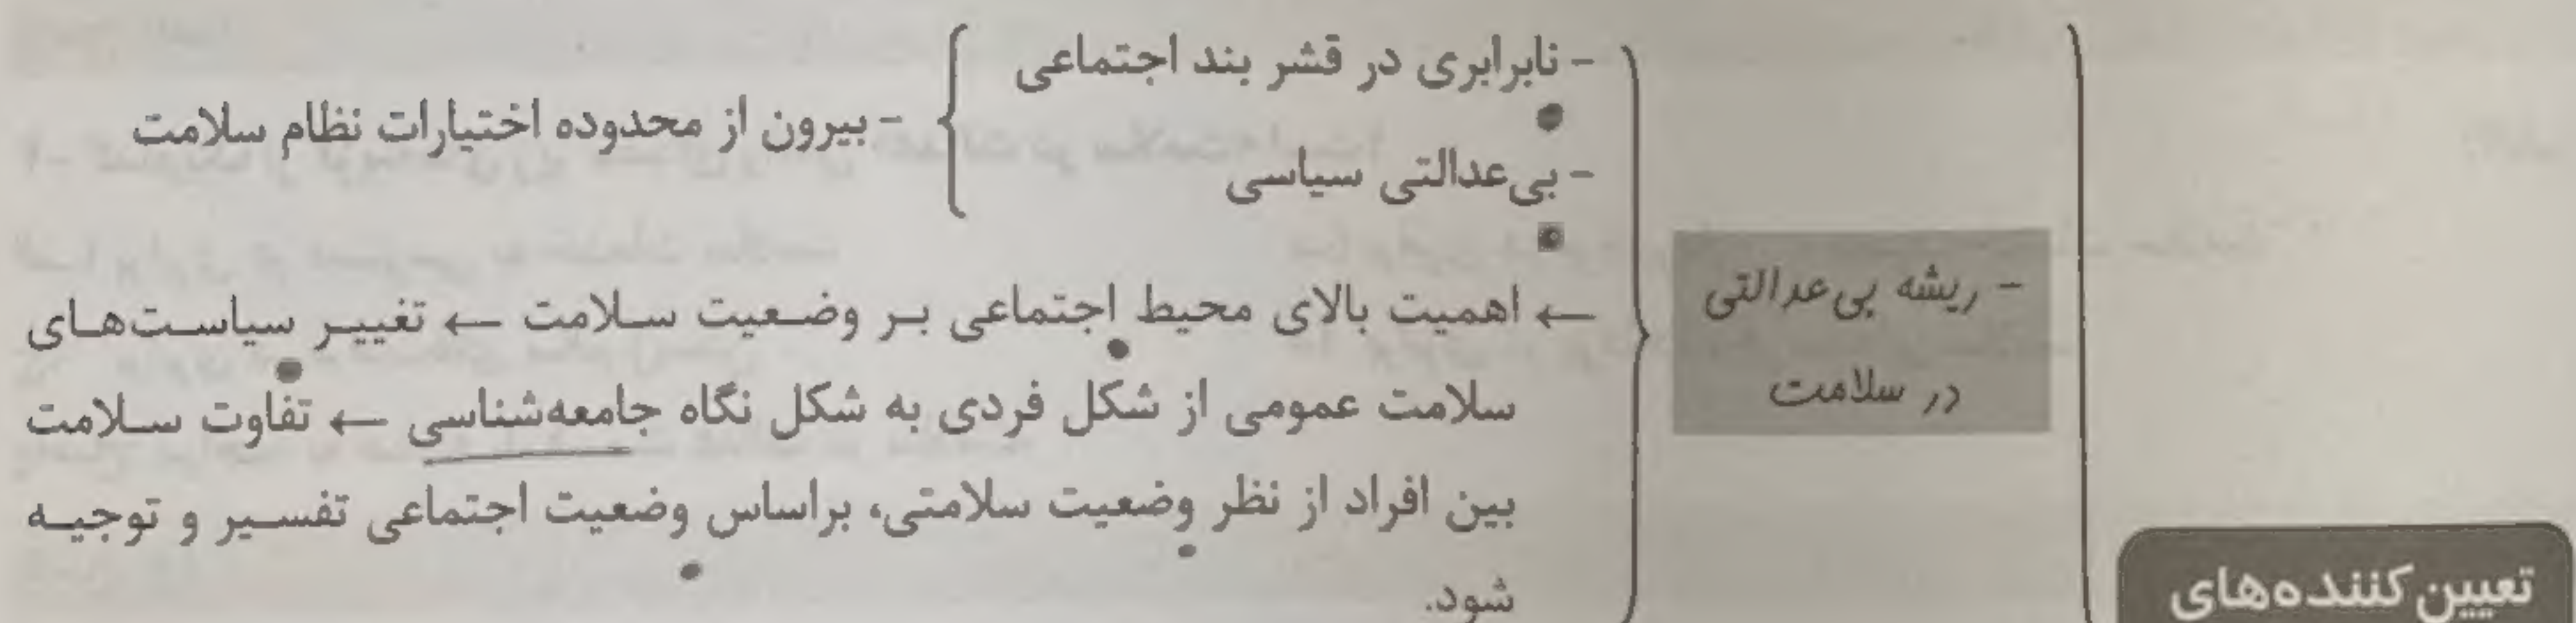 تعیین‌کننده‌های
- ریشه بی‌عدالتی
در سلامت
- نابرابری در قشر بند اجتماعی
- بی‌عدالتی سیاسی
- بیرون از محدوده اختیارات نظام سلامت
← اهمیت بالای محیط اجتماعی بر وضعیت سلامت ← تغییر سیاست‌های
سلامت عمومی از شکل فردی به شکل نگاه جامعه‌شناسی ← تفاوت سلامت
بین افراد از نظر وضعیت سلامتی، براساس وضعیت اجتماعی تفسیر و توجیه
شود.